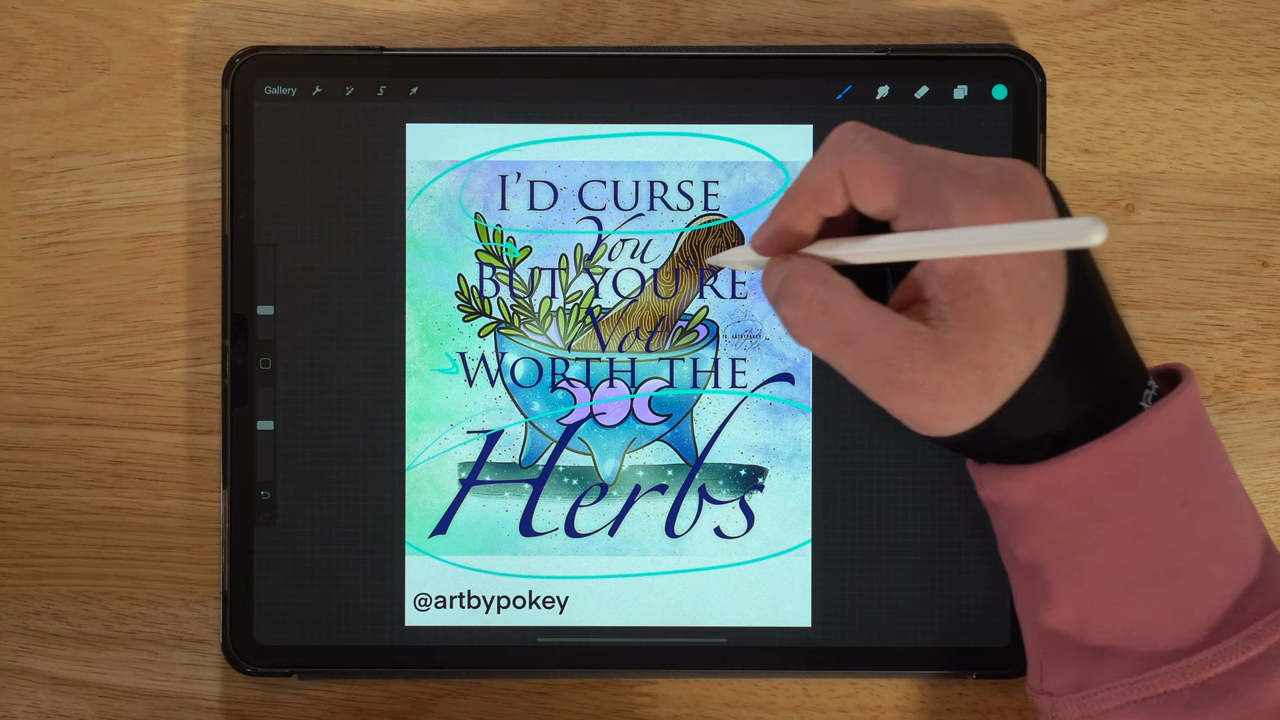 Gallery
I'D CURSE
You
BUT YOU'RE
Not
WORTH THE
Herbs
@artbypokey